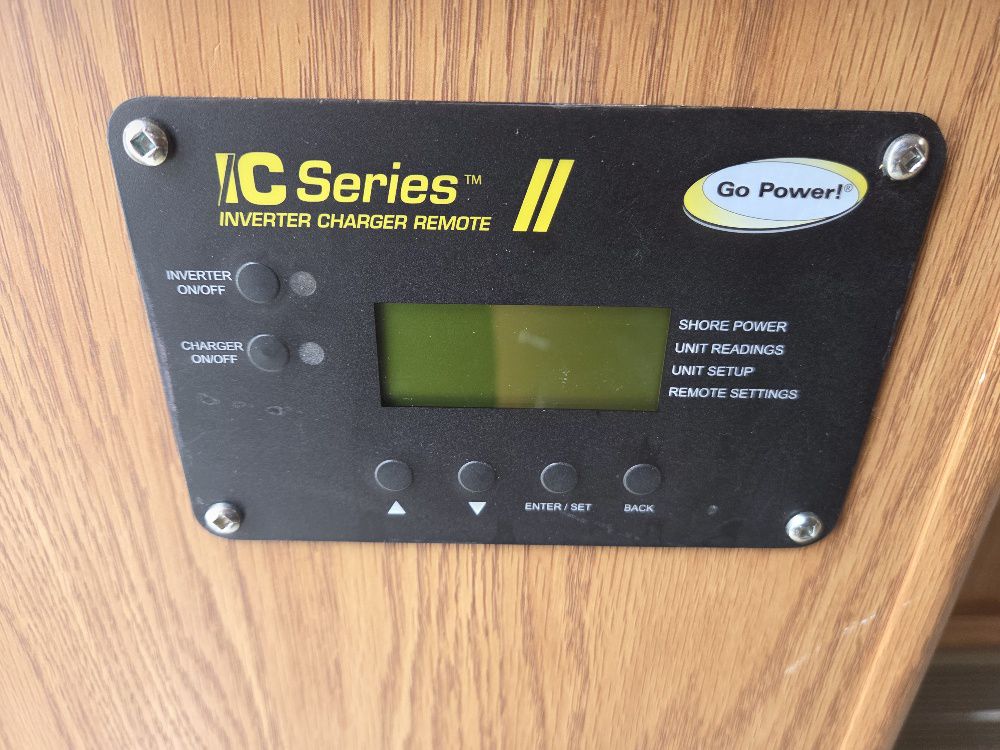 IC Series™
INVERTER CHARGER REMOTE
Go Power!®
INVERTER
ON/OFF
CHARGER
ON/OFF
SHORE POWER
UNIT READINGS
UNIT SETUP
REMOTE SETTINGS
▲
▼
ENTER / SET
BACK